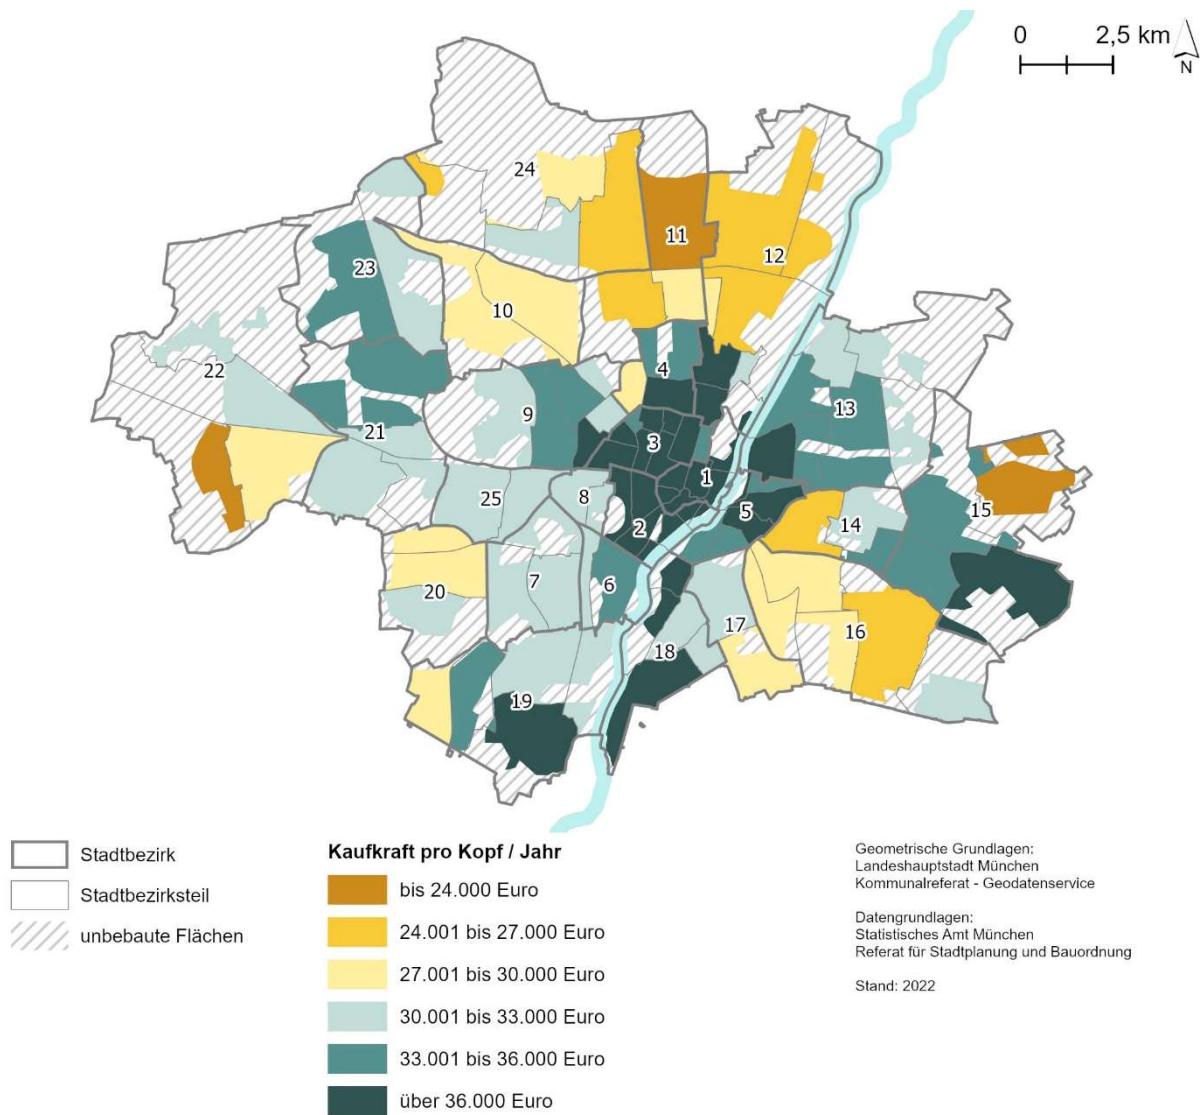 0 2,5 km
N
24
11
12
23
10
4
22
9
13
21
3
1
25
8
15
5
14
2
7
6
20
17
16
18
19
Stadtbezirk
Stadtbezirksteil
unbebaute Flächen
Kaufkraft pro Kopf / Jahr
bis 24.000 Euro
24.001 bis 27.000 Euro
27.001 bis 30.000 Euro
30.001 bis 33.000 Euro
33.001 bis 36.000 Euro
über 36.000 Euro
Geometrische Grundlagen:
Landeshauptstadt München
Kommunalreferat - Geodatenservice
Datengrundlagen:
Statistisches Amt München
Referat für Stadtplanung und Bauordnung
Stand: 2022